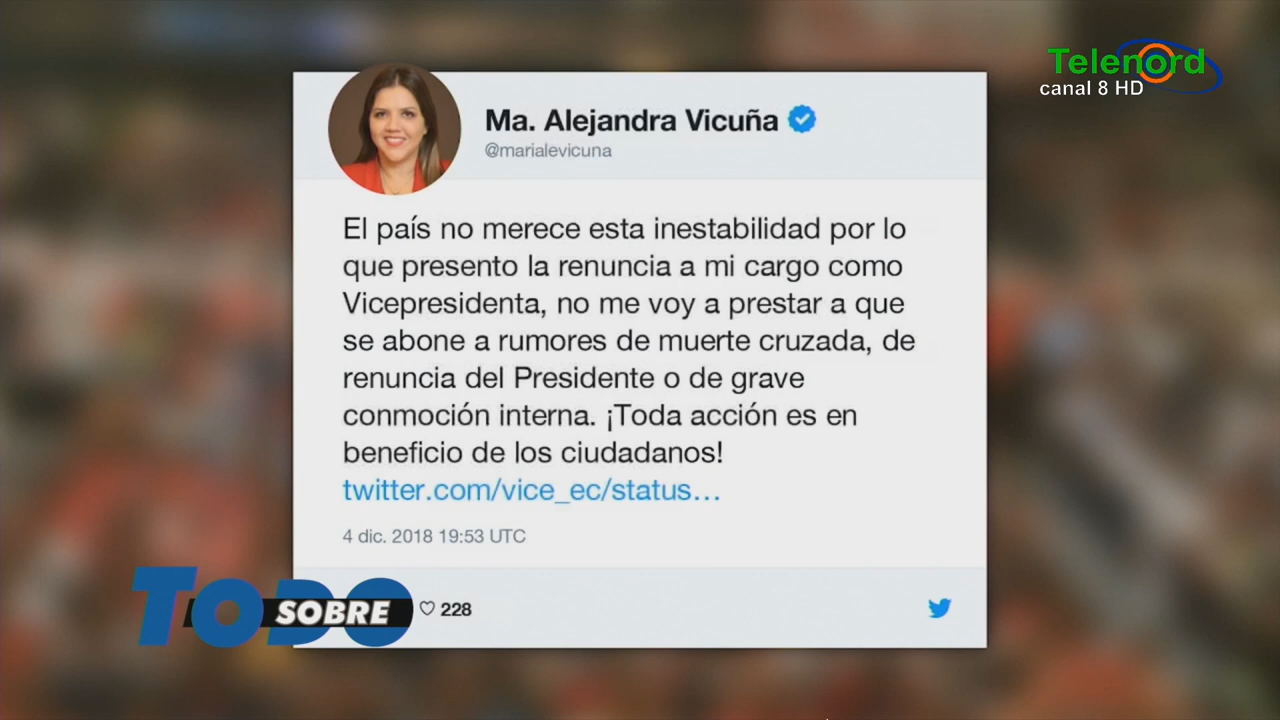 Telenord
canal 8 HD
Ma. Alejandra Vicuña
@marialevicuna
El país no merece esta inestabilidad por lo
que presento la renuncia a mi cargo como
Vicepresidenta, no me voy a prestar a que
se abone a rumores de muerte cruzada, de
renuncia del Presidente o de grave
conmoción interna. ¡Toda acción es en
beneficio de los ciudadanos!
twitter.com/vice_ec/status…
4 dic. 2018 19:53 UTC
TODO
SOBRE
228